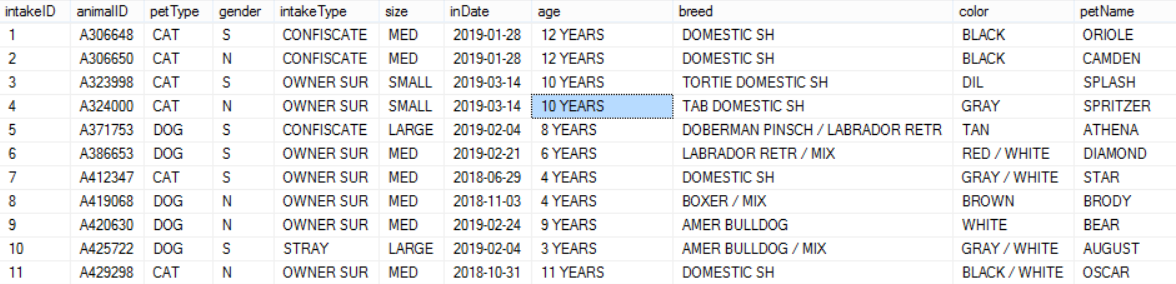 intakeID animalID petType gender intakeType size inDate age breed color petName
1 A306648 CAT S CONFISCATE MED 2019-01-28 12 YEARS DOMESTIC SH BLACK ORIOLE
2 A306650 CAT N CONFISCATE MED 2019-01-28 12 YEARS DOMESTIC SH BLACK CAMDEN
3 A323998 CAT S OWNER SUR SMALL 2019-03-14 10 YEARS TORTIE DOMESTIC SH DIL SPLASH
4 A324000 CAT N OWNER SUR SMALL 2019-03-14 10 YEARS TAB DOMESTIC SH GRAY SPRITZER
5 A371753 DOG S CONFISCATE LARGE 2019-02-04 8 YEARS DOBERMAN PINSCH / LABRADOR RETR TAN ATHENA
6 A386653 DOG S OWNER SUR MED 2019-02-21 6 YEARS LABRADOR RETR / MIX RED / WHITE DIAMOND
7 A412347 CAT S OWNER SUR MED 2018-06-29 4 YEARS DOMESTIC SH GRAY / WHITE STAR
8 A419068 DOG N OWNER SUR MED 2018-11-03 4 YEARS BOXER / MIX BROWN BRODY
9 A420630 DOG N OWNER SUR MED 2019-02-24 9 YEARS AMER BULLDOG WHITE BEAR
10 A425722 DOG S STRAY LARGE 2019-02-04 3 YEARS AMER BULLDOG / MIX GRAY / WHITE AUGUST
11 A429298 CAT N OWNER SUR MED 2018-10-31 11 YEARS DOMESTIC SH BLACK / WHITE OSCAR